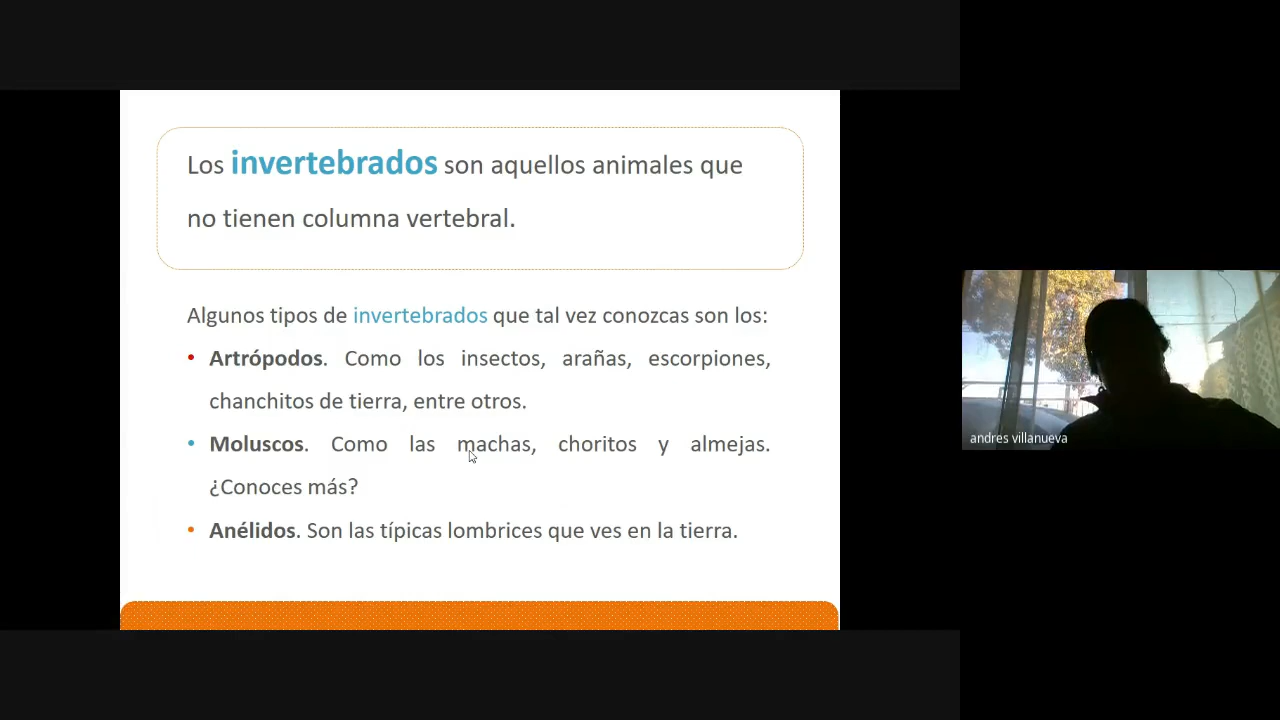 Los invertebrados son aquellos animales que
no tienen columna vertebral.
Algunos tipos de invertebrados que tal vez conozcas son los:
• Artrópodos. Como los insectos, arañas, escorpiones,
chanchitos de tierra, entre otros.
• Moluscos. Como las machas, choritos y almejas.
¿Conoces más?
• Anélidos. Son las típicas lombrices que ves en la tierra.
andres villanueva